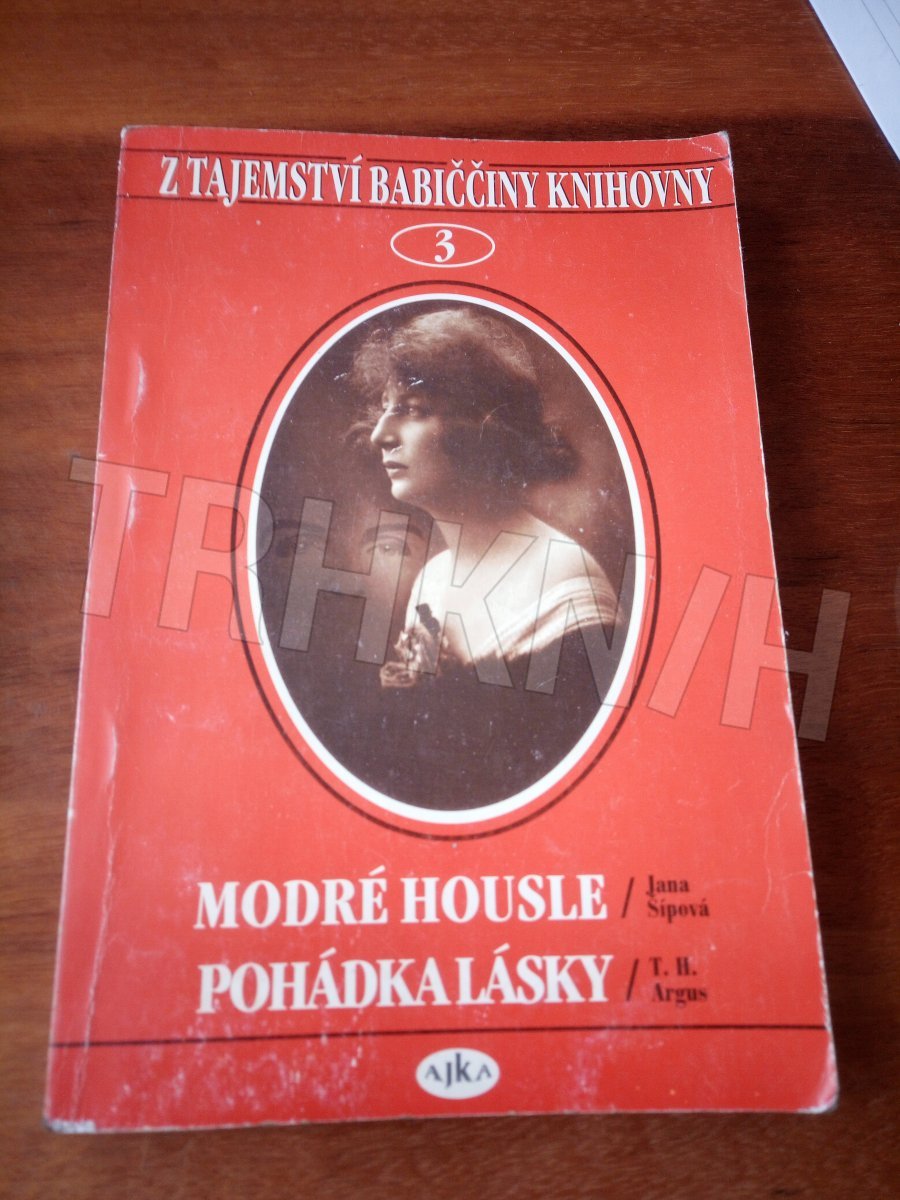 Z TAJEMSTVÍ BABIČČINY KNIHOVNY
3
TRHKNIH
MODRÉ HOUSLE / Jana Šípová
POHÁDKA LÁSKY / T. H. Argus
AJKA